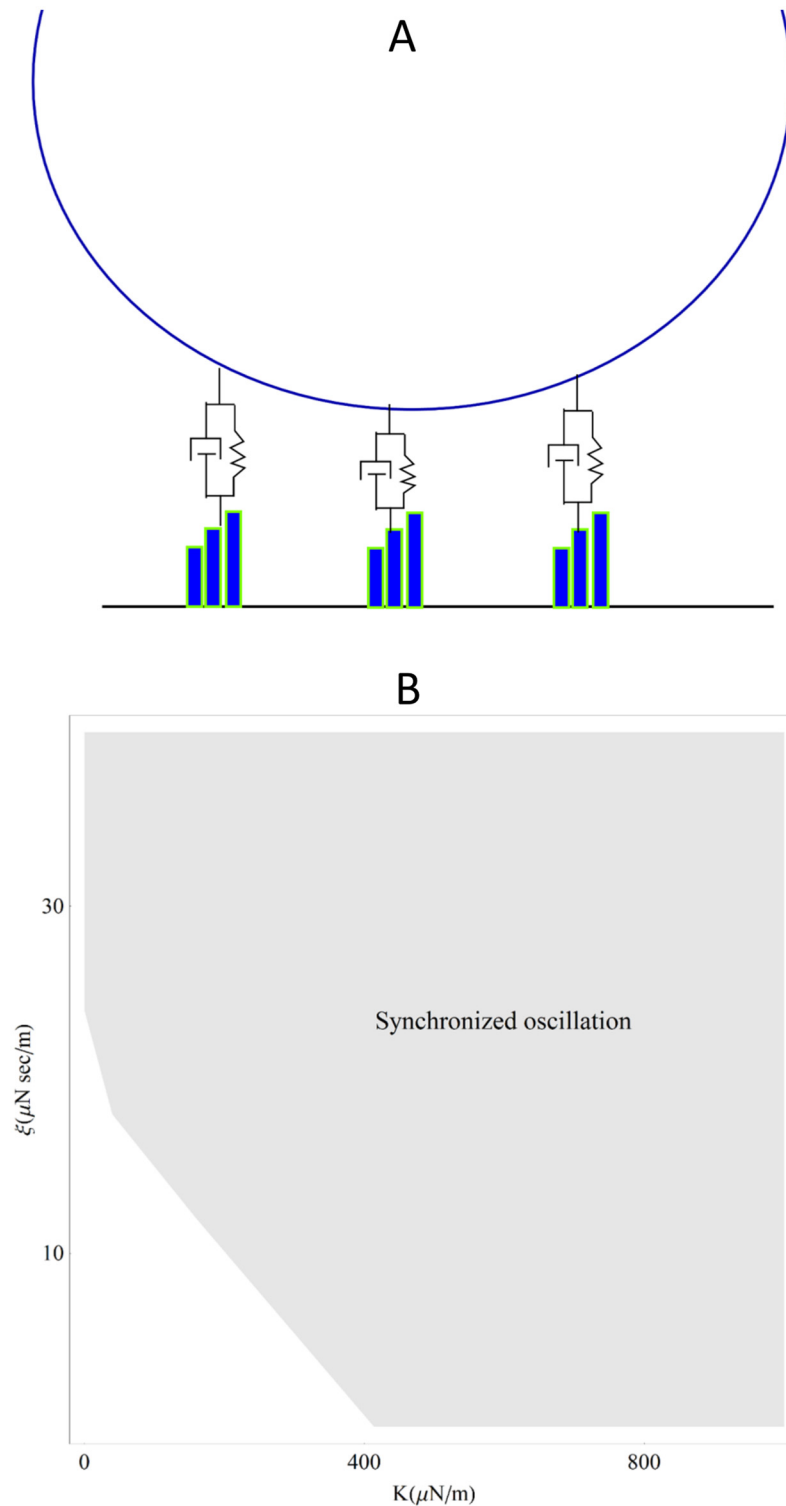 A
B
30
Synchronized oscillation
ξ(μN sec/m)
10
0 400 800
K(μN/m)